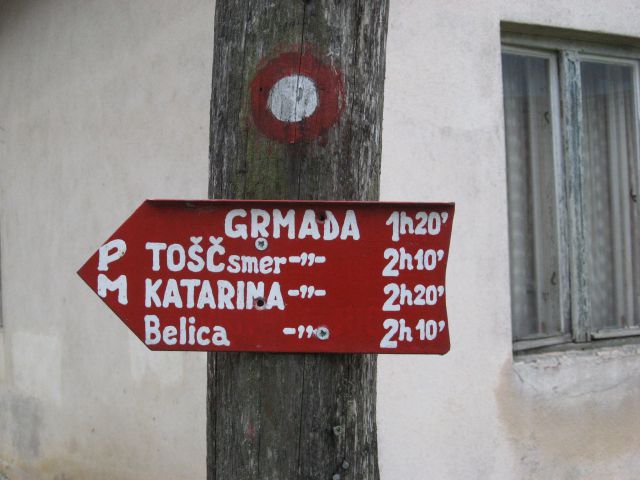 GRMADA 1h20'
P TOŠČ smer -"- 2h10'
M KATARINA -"- 2h20'
Belica -"- 2h10'